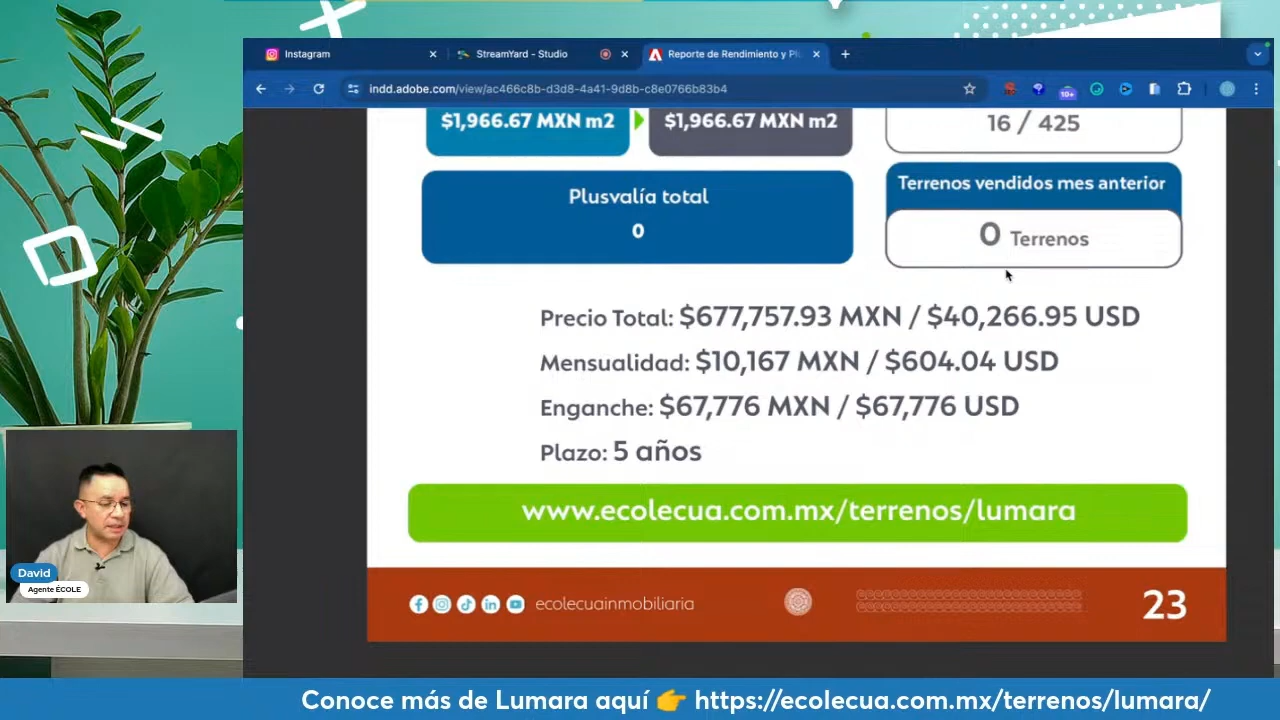 Instagram
StreamYard - Studio
Reporte de Rendimiento y Pl
indd.adobe.com/view/ac466c8b-d3d8-4a41-9d8b-c8e0766b83b4
10+
$1,966.67 MXN m2
$1,966.67 MXN m2
16 / 425
Plusvalía total
0
Terrenos vendidos mes anterior
0 Terrenos
Precio Total: $677,757.93 MXN / $40,266.95 USD
Mensualidad: $10,167 MXN / $604.04 USD
Enganche: $67,776 MXN / $67,776 USD
Plazo: 5 años
www.ecolecua.com.mx/terrenos/lumara
ecolecuainmobiliaria
23
David
Agente ÉCOLE
Conoce más de Lumara aquí 👉 https://ecolecua.com.mx/terrenos/lumara/